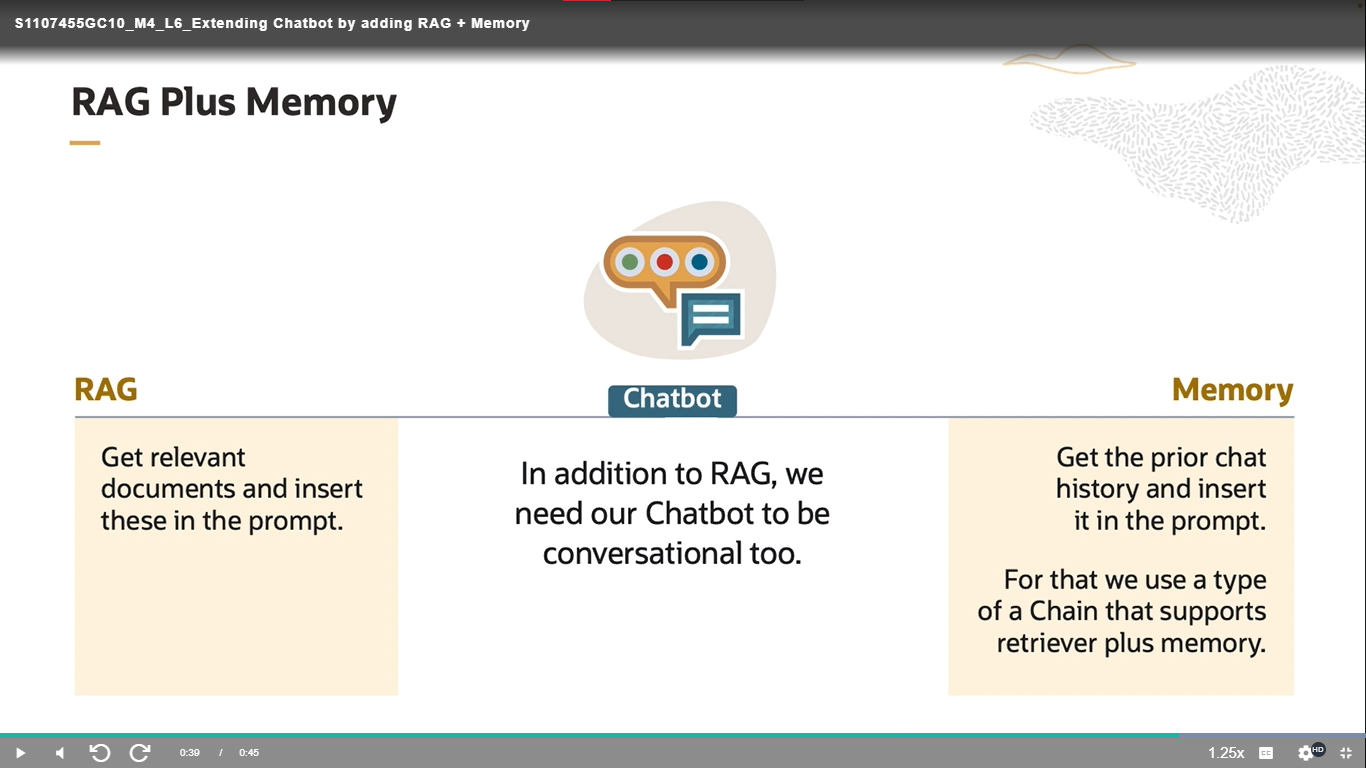 S1107455GC10_M4_L6_Extending Chatbot by adding RAG + Memory
RAG Plus Memory
RAG
Chatbot
Memory
Get relevant
documents and insert
these in the prompt.
In addition to RAG, we
need our Chatbot to be
conversational too.
Get the prior chat
history and insert
it in the prompt.
For that we use a type
of a Chain that supports
retriever plus memory.
0:39 / 0:45
1.25x
CC
HD